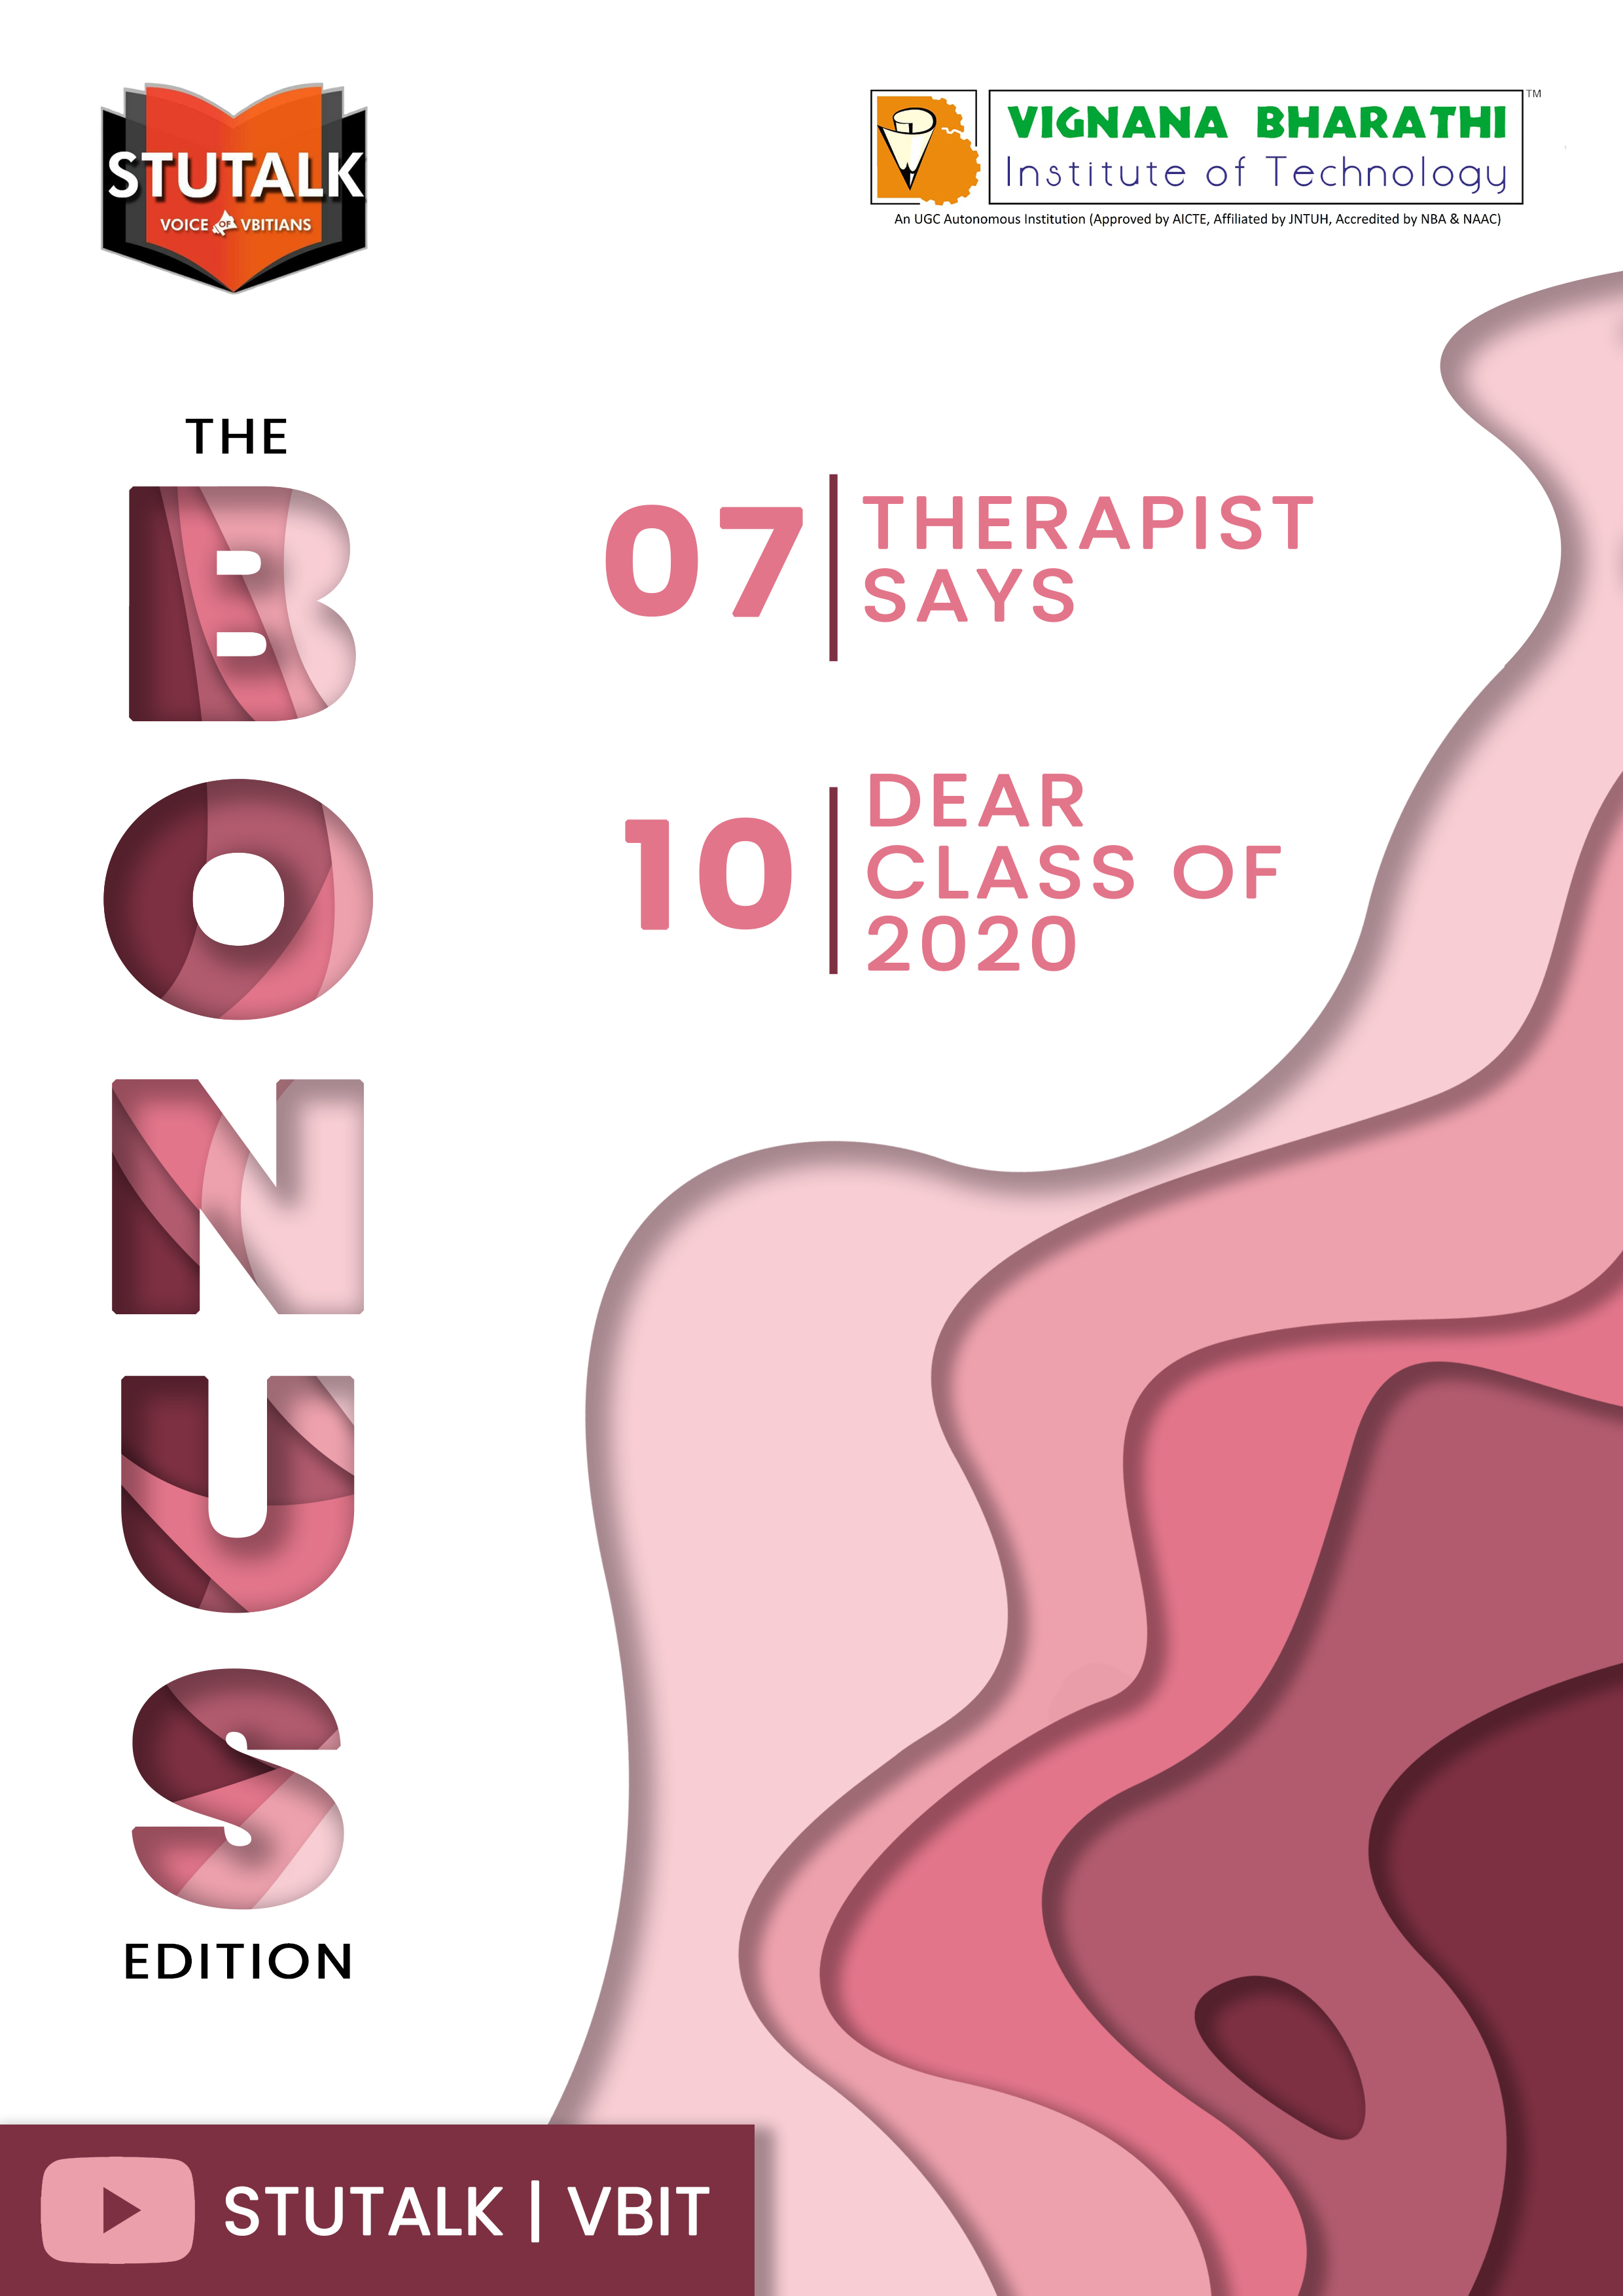 STUTALK
VOICE OF VBITIANS
VIGNANA BHARATHI
TM
Institute of Technology
An UGC Autonomous Institution (Approved by AICTE, Affiliated by JNTUH, Accredited by NBA & NAAC)
THE
BONUS
EDITION
07
THERAPIST
SAYS
10
DEAR
CLASS OF
2020
STUTALK | VBIT